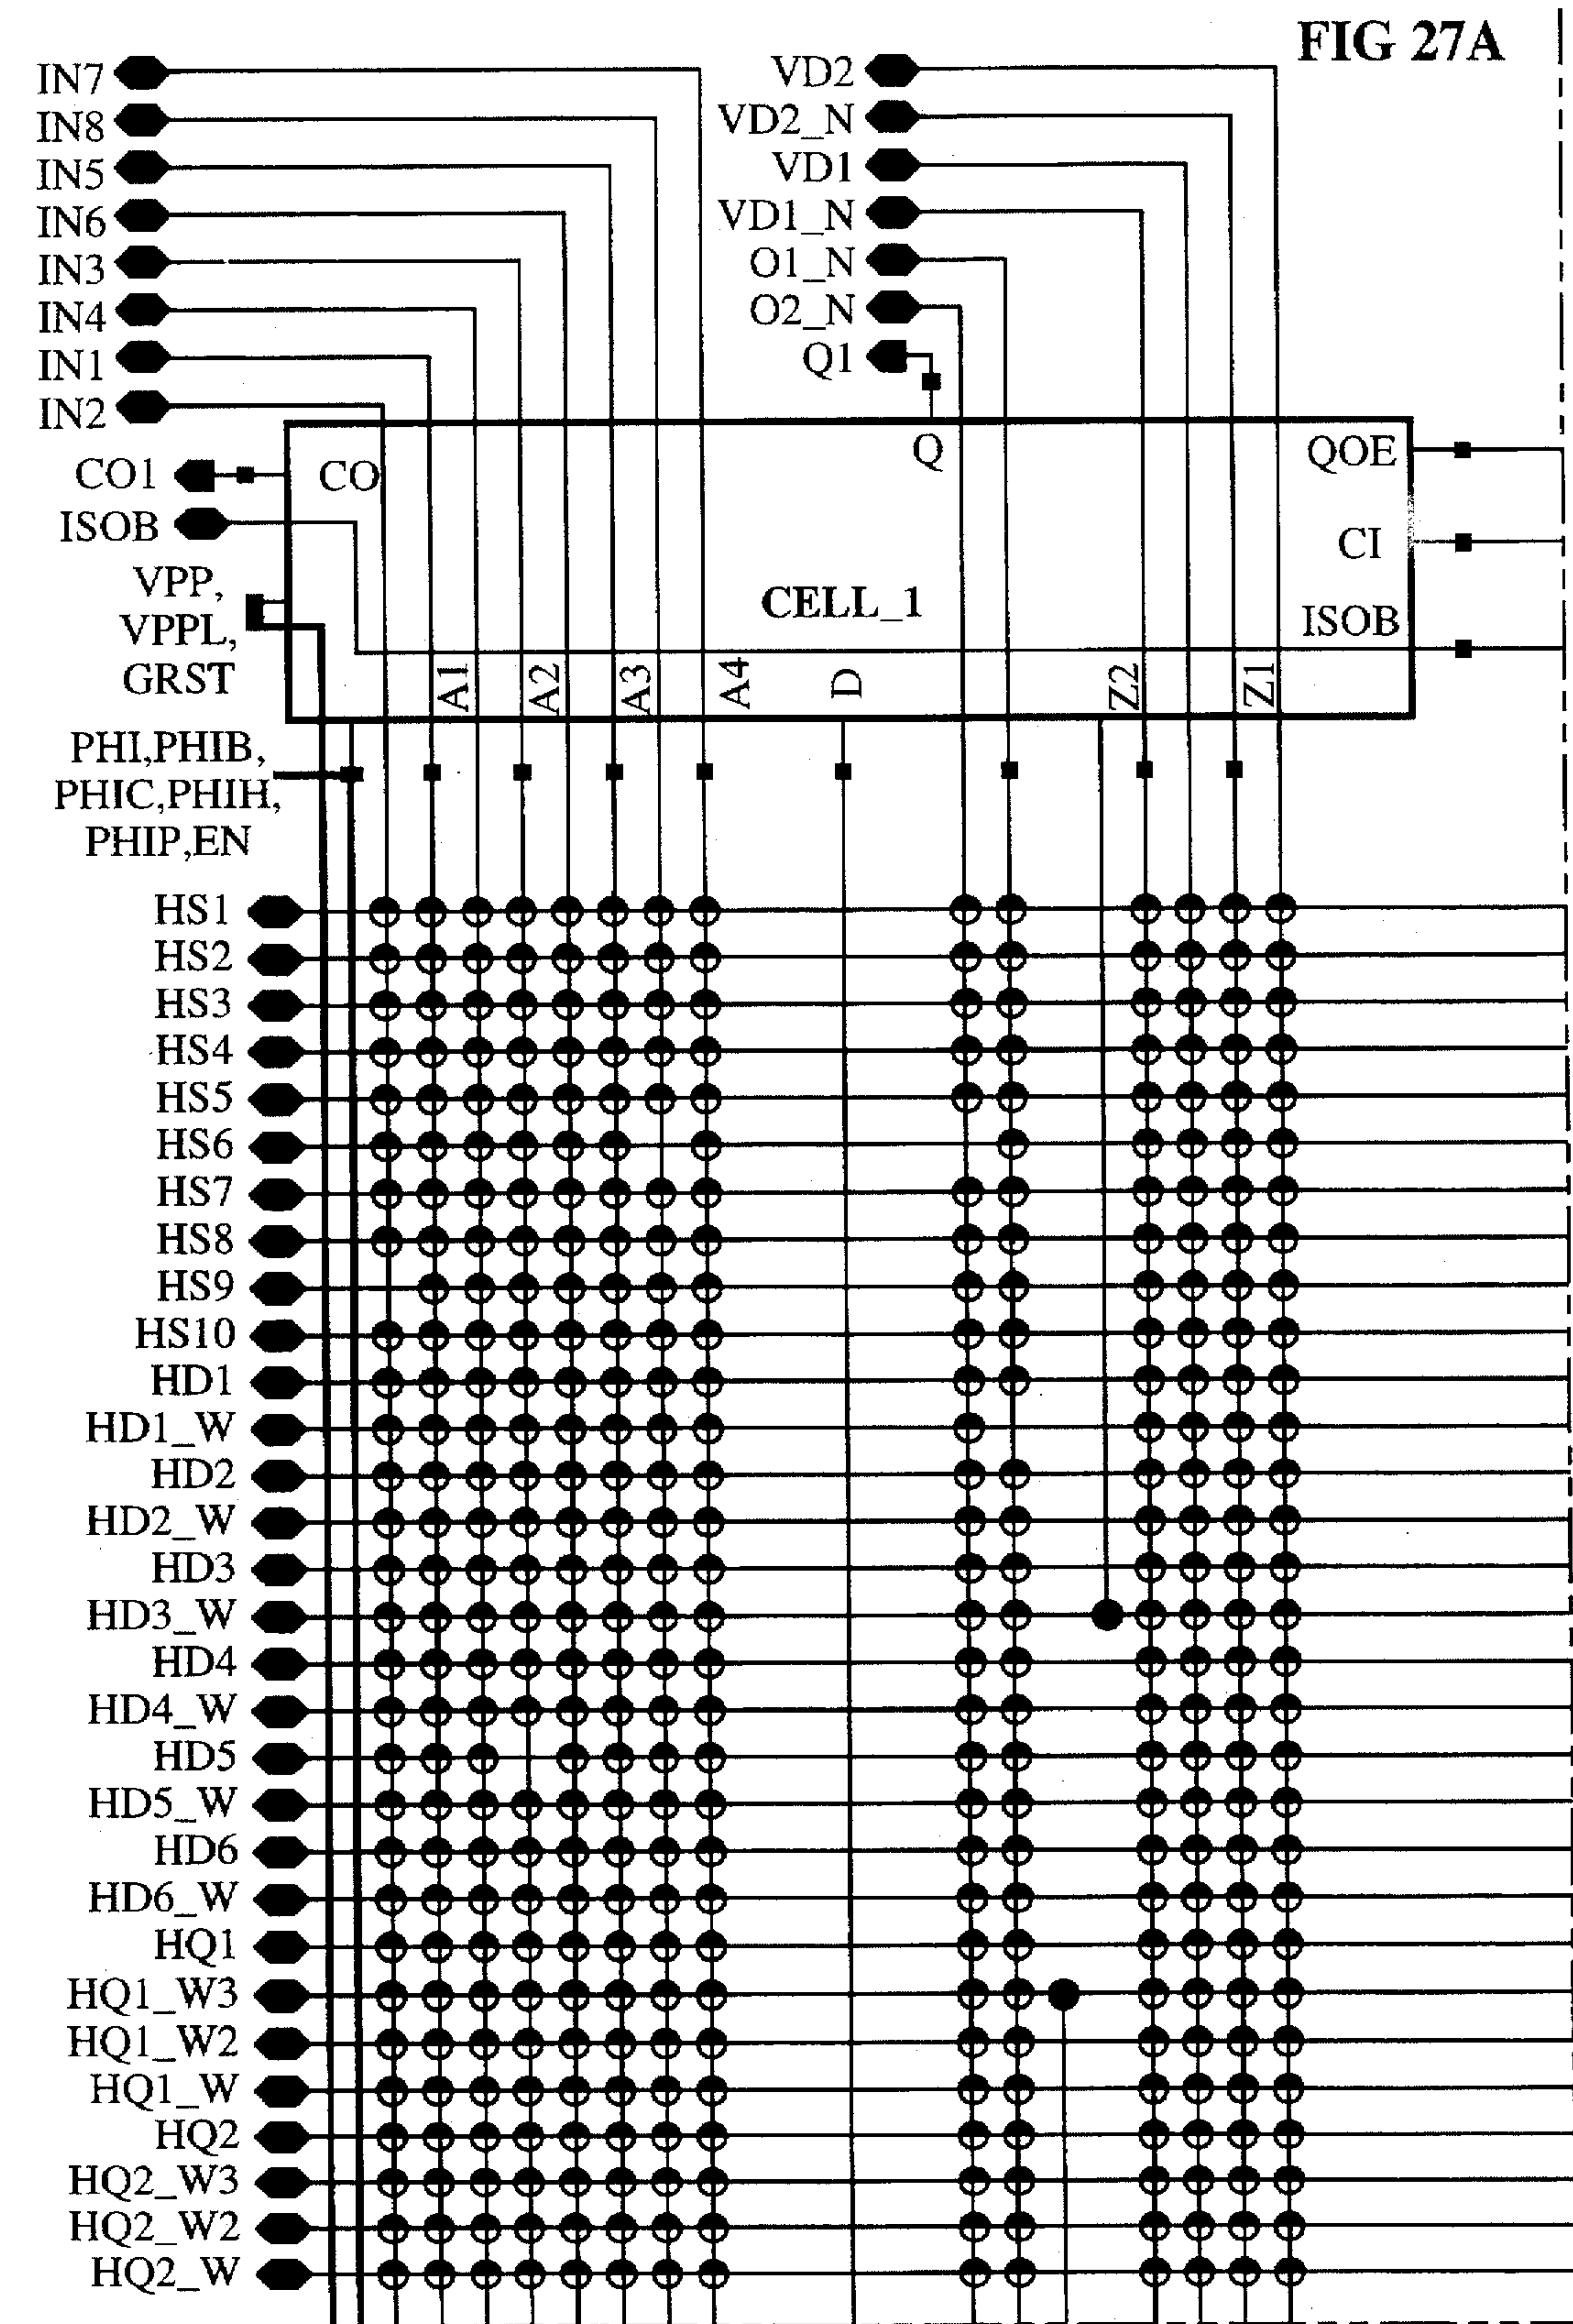 FIG 27A
IN7
IN8
IN5
IN6
IN3
IN4
IN1
IN2
VD2
VD2_N
VD1
VD1_N
O1_N
O2_N
Q1
CO1
ISOB
VPP,
VPPL,
GRST
CO
Q
QOE
CI
CELL_1
ISOB
A1
A2
A3
A4
D
Z2
Z1
PHI,PHIB,
PHIC,PHIH,
PHIP,EN
HS1
HS2
HS3
HS4
HS5
HS6
HS7
HS8
HS9
HS10
HD1
HD1_W
HD2
HD2_W
HD3
HD3_W
HD4
HD4_W
HD5
HD5_W
HD6
HD6_W
HQ1
HQ1_W3
HQ1_W2
HQ1_W
HQ2
HQ2_W3
HQ2_W2
HQ2_W